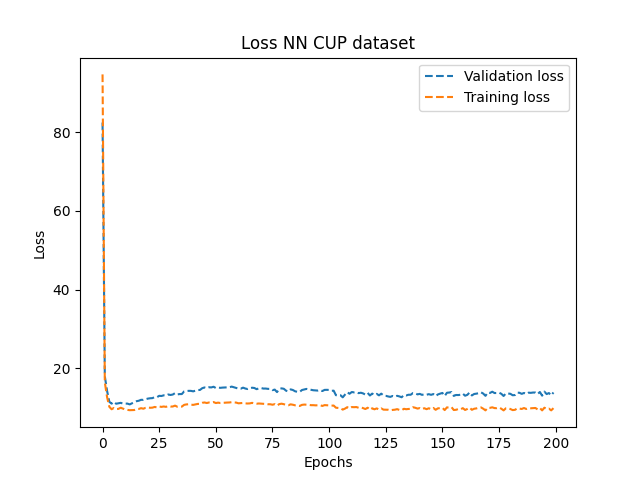 Loss NN CUP dataset
Validation loss
Training loss
80
60
40
20
Loss
0 25 50 75 100 125 150 175 200
Epochs